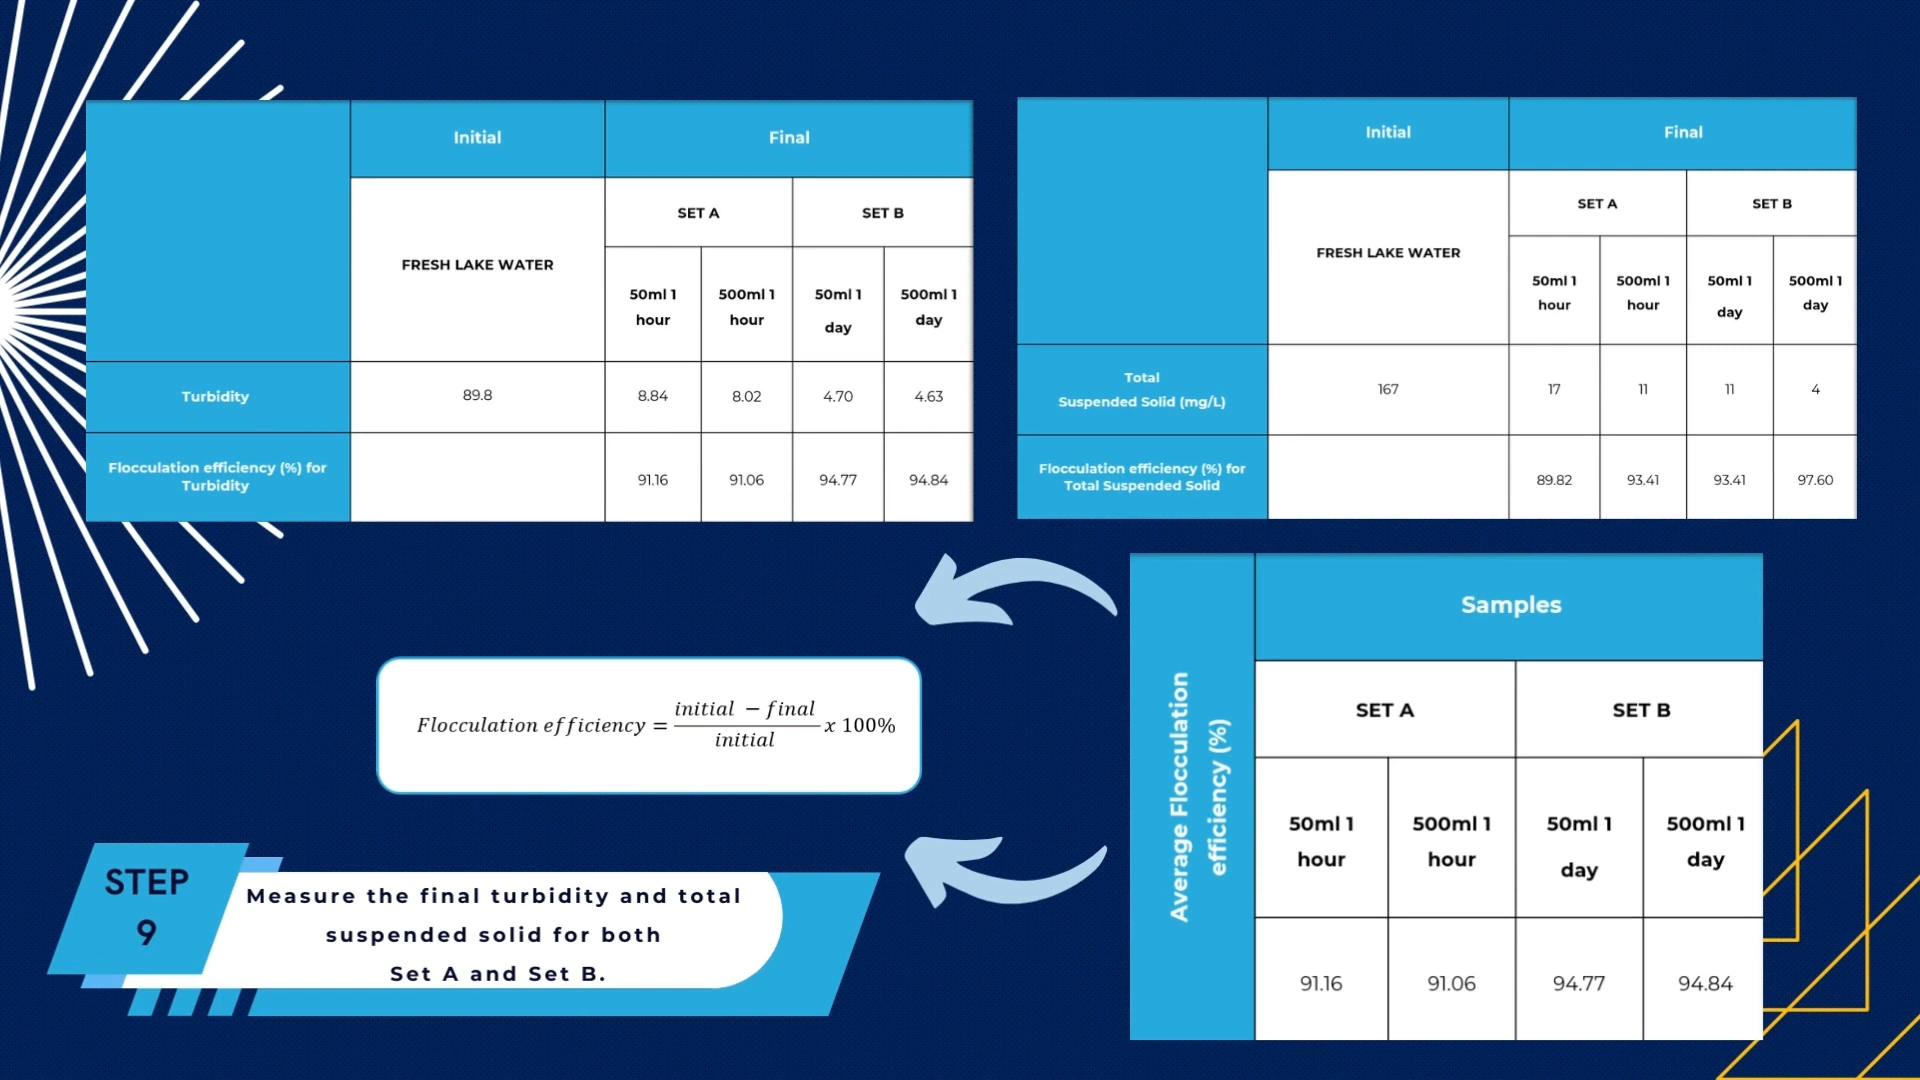 Initial
Final
FRESH LAKE WATER
SET A
SET B
50ml 1
hour
500ml 1
hour
50ml 1
day
500ml 1
day
Turbidity
89.8
8.84
8.02
4.70
4.63
Flocculation efficiency (%) for
Turbidity
91.16
91.06
94.77
94.84
Initial
Final
FRESH LAKE WATER
SET A
SET B
50ml 1
hour
500ml 1
hour
50ml 1
day
500ml 1
day
Total
Suspended Solid (mg/L)
167
17
11
11
4
Flocculation efficiency (%) for
Total Suspended Solid
89.82
93.41
93.41
97.60
Flocculation efficiency = initial − final / initial x 100%
Average Flocculation
efficiency (%)
Samples
SET A
SET B
50ml 1
hour
500ml 1
hour
50ml 1
day
500ml 1
day
91.16
91.06
94.77
94.84
STEP
9
Measure the final turbidity and total
suspended solid for both
Set A and Set B.